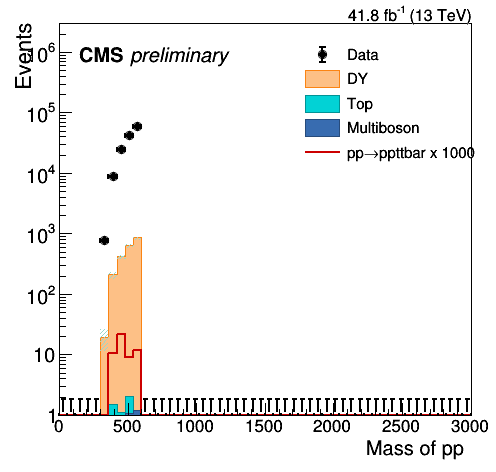 41.8 fb⁻¹ (13 TeV)
Events
CMS preliminary
Data
DY
Top
Multiboson
pp→ppttbar x 1000
10⁶
10⁵
10⁴
10³
10²
10
1
0 500 1000 1500 2000 2500 3000
Mass of pp